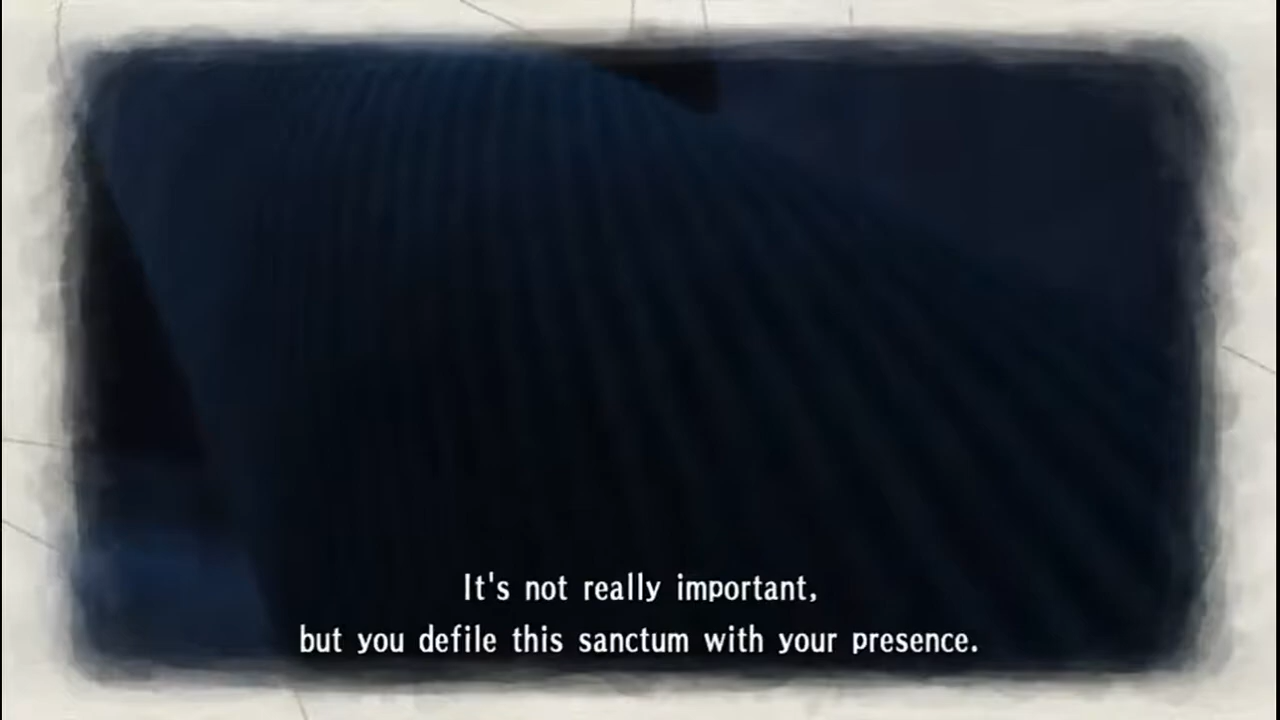 It's not really important,
but you defile this sanctum with your presence.